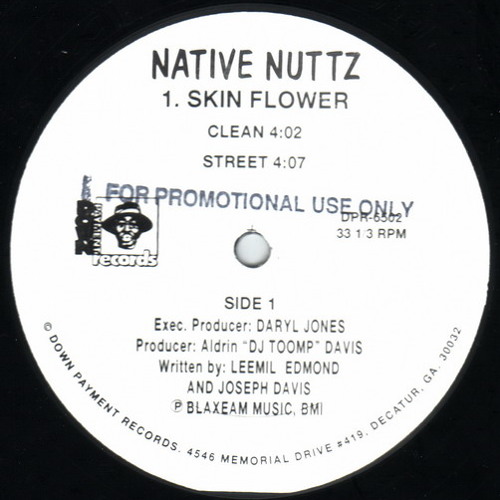 NATIVE NUTTZ
1. SKIN FLOWER
CLEAN 4:02
STREET 4:07
FOR PROMOTIONAL USE ONLY
DPR-6502
33 1 3 RPM
records
SIDE 1
Exec. Producer: DARYL JONES
Producer: Aldrin "DJ TOOMP" DAVIS
Written by: LEEMIL EDMOND
AND JOSEPH DAVIS
℗ BLAXEAM MUSIC, BMI
© DOWN PAYMENT RECORDS. 4546 MEMORIAL DRIVE #419, DECATUR, GA. 30032